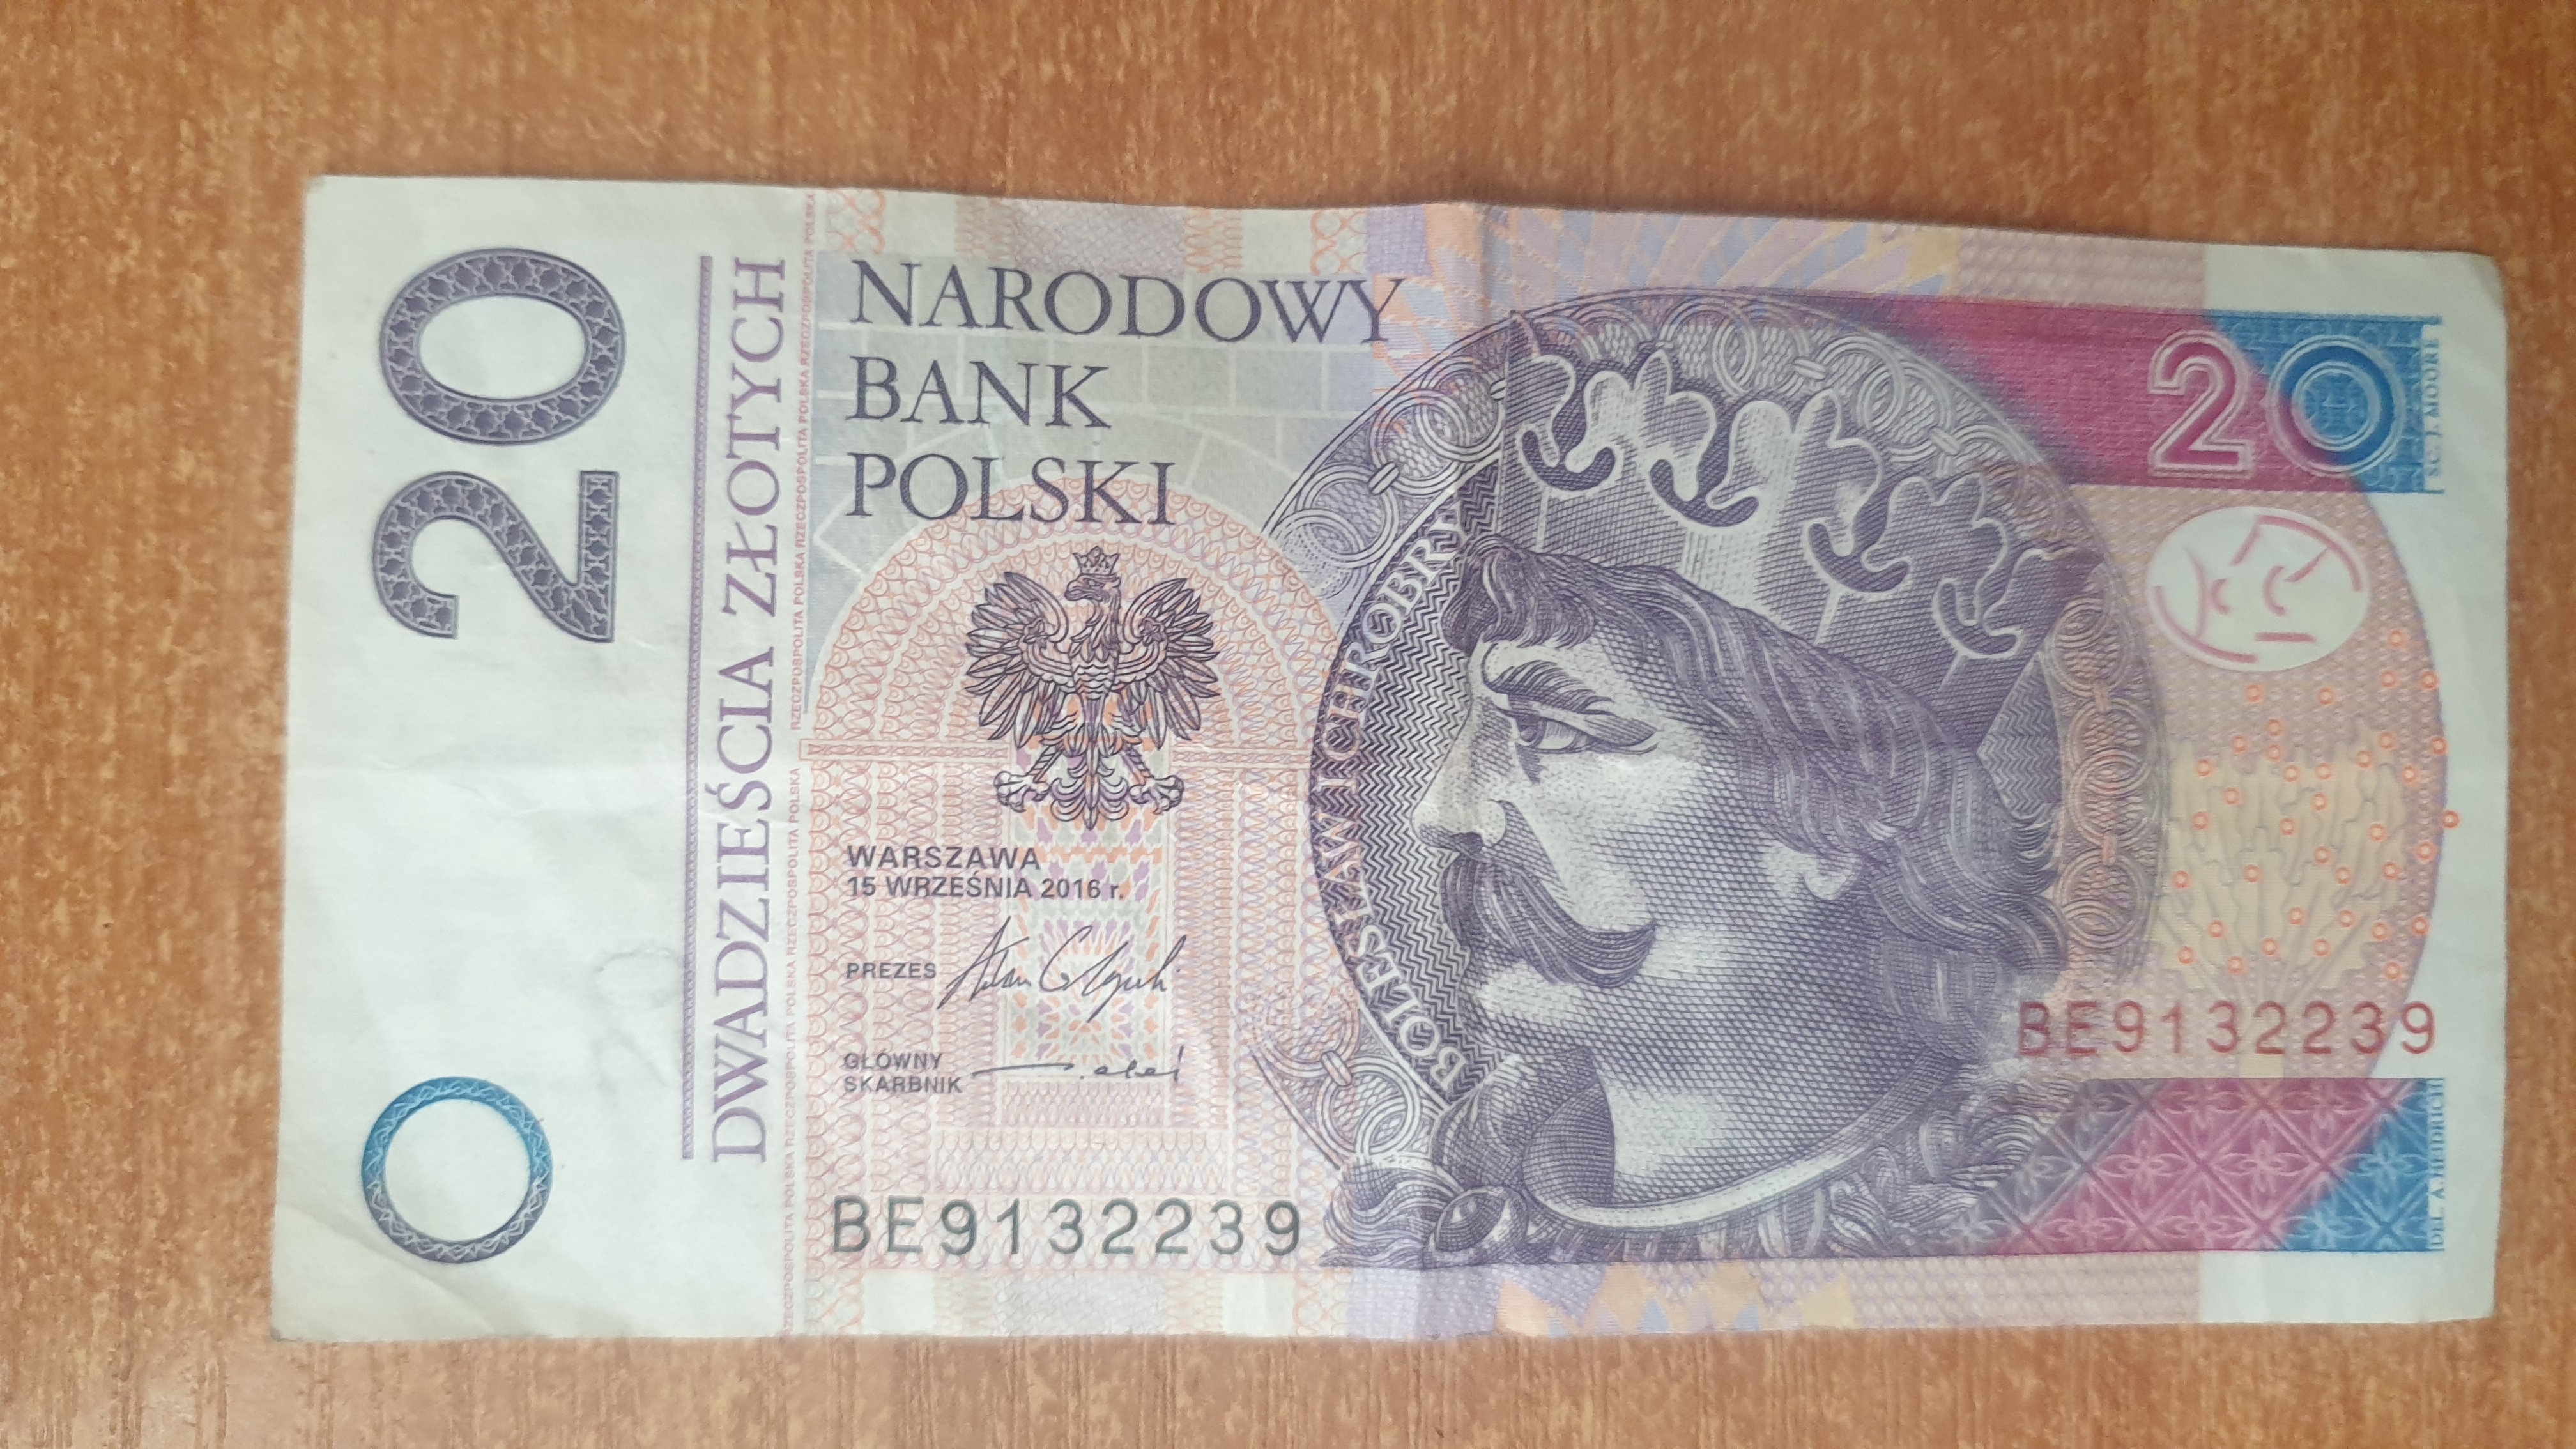 20
DWADZIEŚCIA ZŁOTYCH
RZECZPOSPOLITA POLSKA RZECZPOSPOLITA POLSKA RZECZPOSPOLITA POLSKA
RZECZPOSPOLITA POLSKA RZECZPOSPOLITA POLSKA RZECZPOSPOLITA POLSKA
NARODOWY
BANK
POLSKI
WARSZAWA
15 WRZEŚNIA 2016 r.
PREZES
GŁÓWNY
SKARBNIK
BE9132239
BOLESŁAW I CHROBRY
20
BE9132239
DEL. A. HEIDRICH
SC. J. MOORE